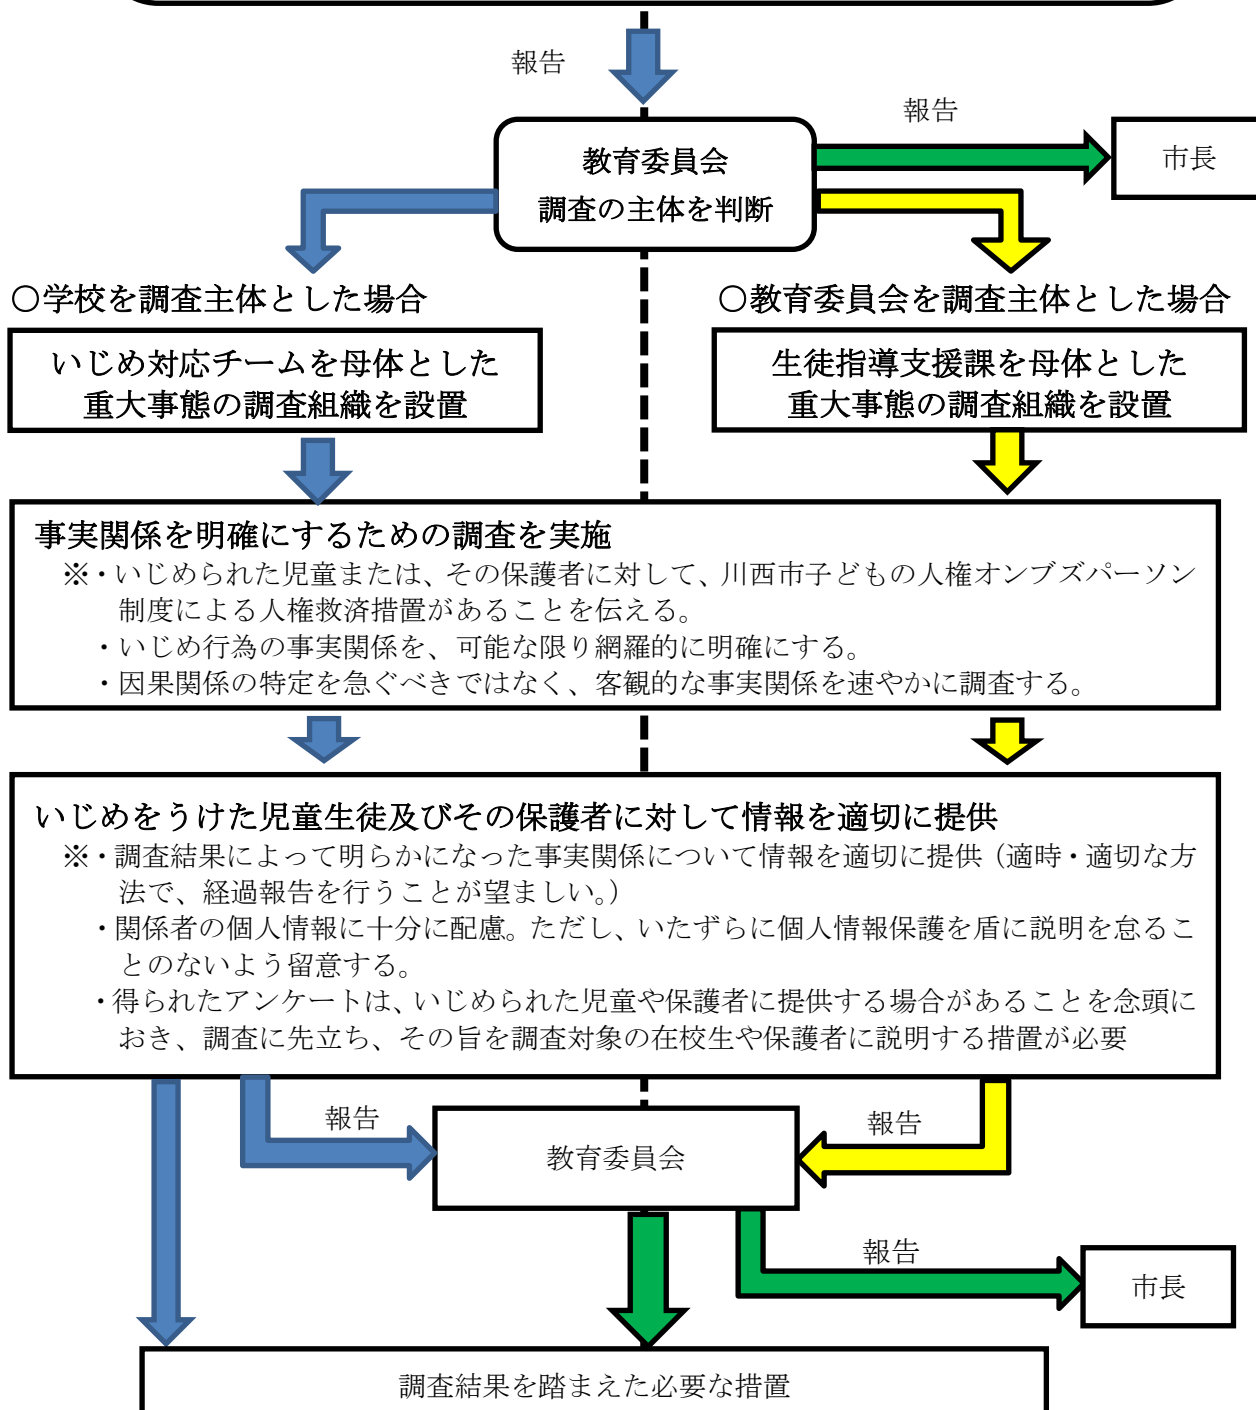 報告
報告
教育委員会
調査の主体を判断
市長
○学校を調査主体とした場合
○教育委員会を調査主体とした場合
いじめ対応チームを母体とした
重大事態の調査組織を設置
生徒指導支援課を母体とした
重大事態の調査組織を設置
事実関係を明確にするための調査を実施
※・いじめられた児童または、その保護者に対して、川西市子どもの人権オンブズパーソン
制度による人権救済措置があることを伝える。
・いじめ行為の事実関係を、可能な限り網羅的に明確にする。
・因果関係の特定を急ぐべきではなく、客観的な事実関係を速やかに調査する。
いじめをうけた児童生徒及びその保護者に対して情報を適切に提供
※・調査結果によって明らかになった事実関係について情報を適切に提供（適時・適切な方
法で、経過報告を行うことが望ましい。）
・関係者の個人情報に十分に配慮。ただし、いたずらに個人情報保護を盾に説明を怠るこ
とのないよう留意する。
・得られたアンケートは、いじめられた児童や保護者に提供する場合があることを念頭に
おき、調査に先立ち、その旨を調査対象の在校生や保護者に説明する措置が必要
報告
報告
教育委員会
報告
市長
調査結果を踏まえた必要な措置